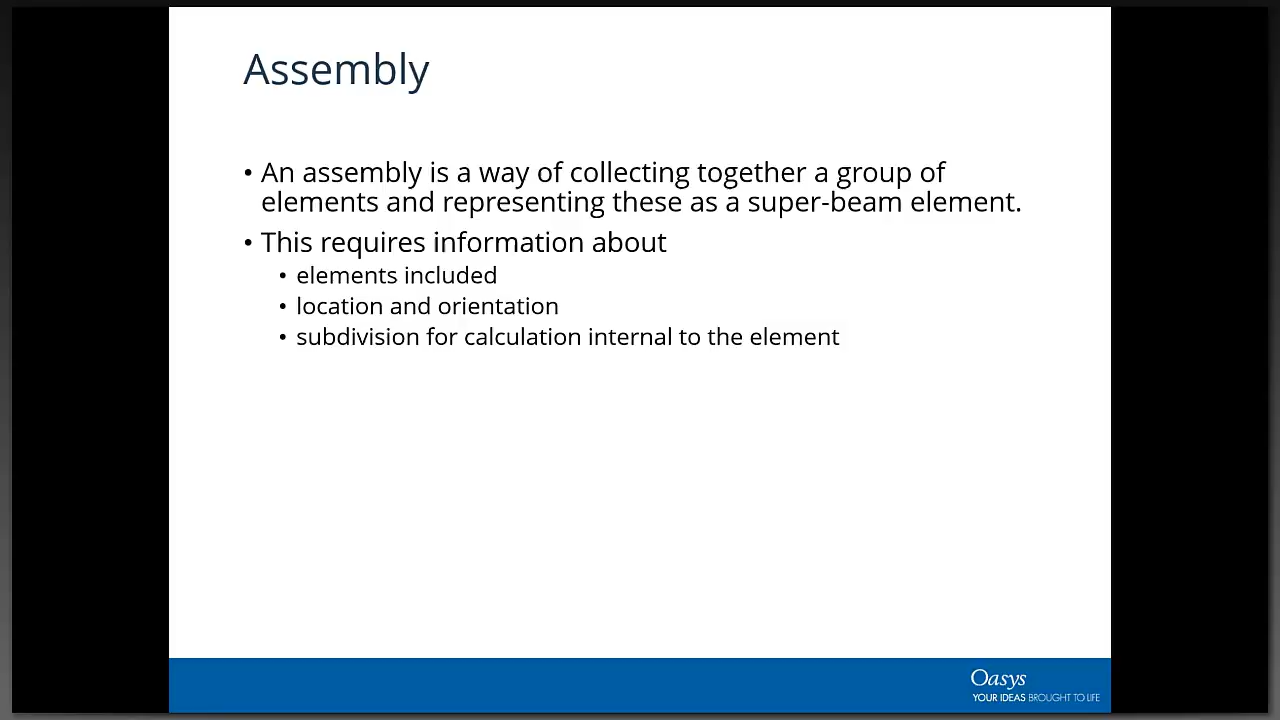 Assembly
• An assembly is a way of collecting together a group of
elements and representing these as a super-beam element.
• This requires information about
• elements included
• location and orientation
• subdivision for calculation internal to the element
Oasys
YOUR IDEAS BROUGHT TO LIFE